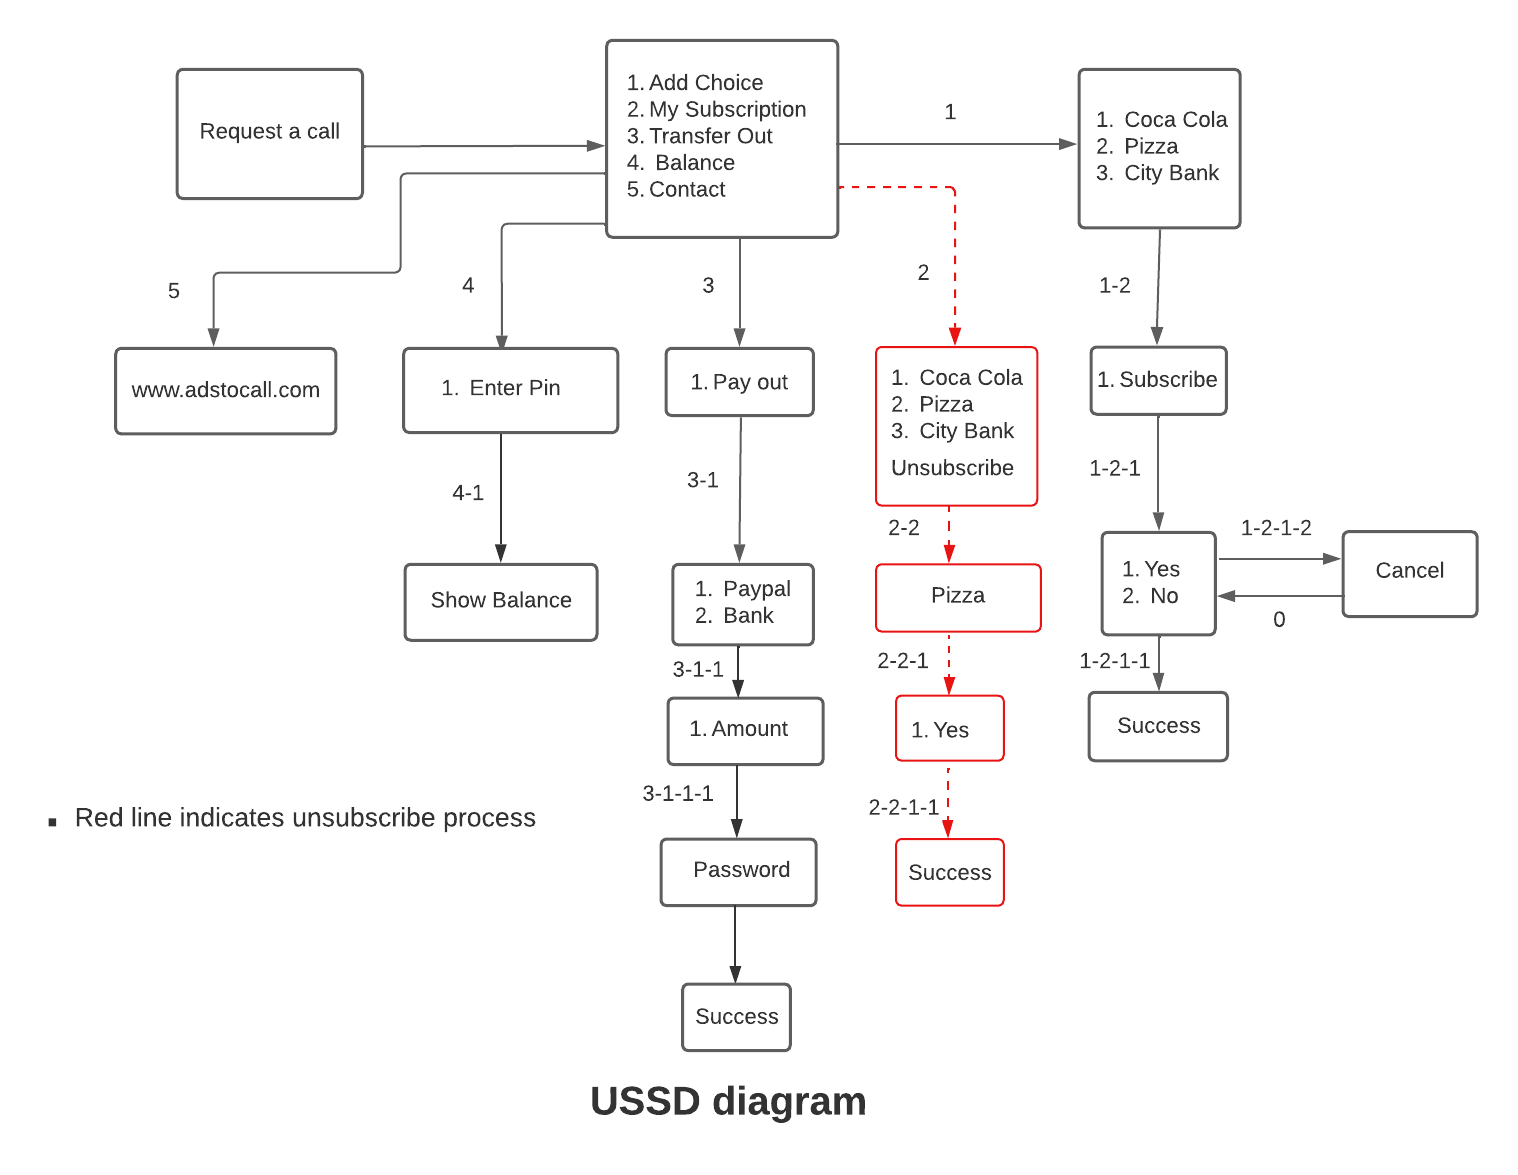 Request a call
1. Add Choice
2. My Subscription
3. Transfer Out
4. Balance
5. Contact
1
1. Coca Cola
2. Pizza
3. City Bank
5
4
3
2
1-2
www.adstocall.com
1. Enter Pin
1. Pay out
1. Coca Cola
2. Pizza
3. City Bank
Unsubscribe
1. Subscribe
4-1
3-1
2-2
1-2-1
Show Balance
1. Paypal
2. Bank
Pizza
1. Yes
2. No
1-2-1-2
Cancel
0
3-1-1
2-2-1
1-2-1-1
1. Amount
1. Yes
Success
3-1-1-1
2-2-1-1
▪ Red line indicates unsubscribe process
Password
Success
Success
USSD diagram